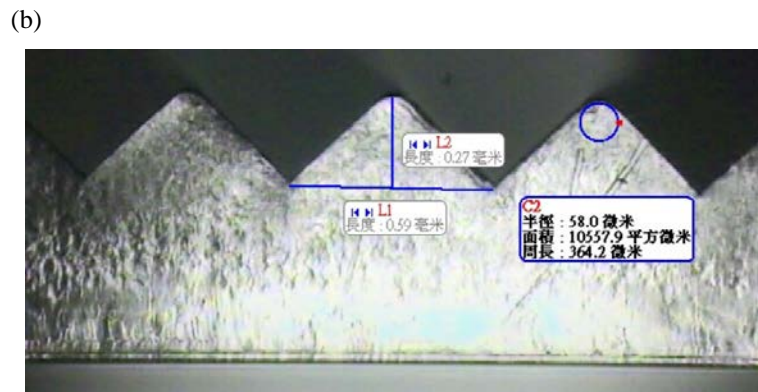 (b)
L2
長度 : 0.27 毫米
L1
長度 : 0.59 毫米
C2
半徑 : 58.0 微米
面積 : 10557.9 平方微米
周長 : 364.2 微米